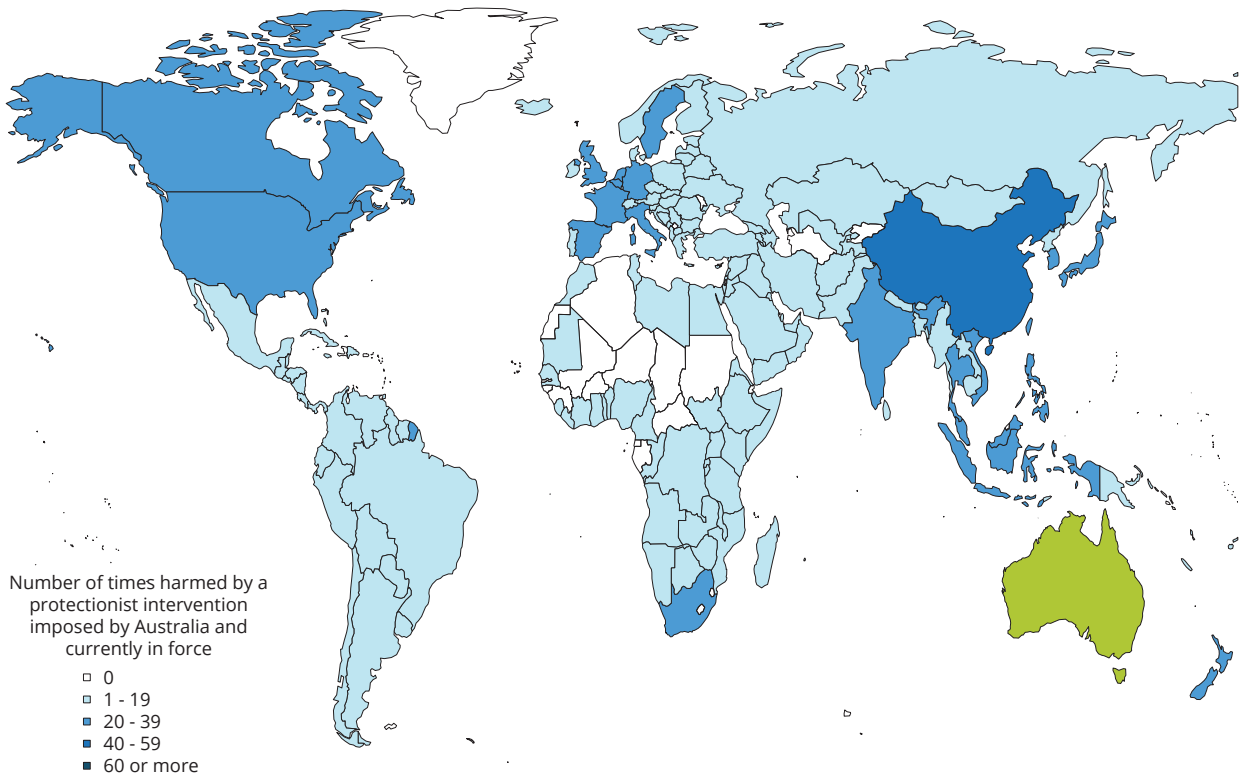 Number of times harmed by a
protectionist intervention
imposed by Australia and
currently in force
0
1 - 19
20 - 39
40 - 59
60 or more